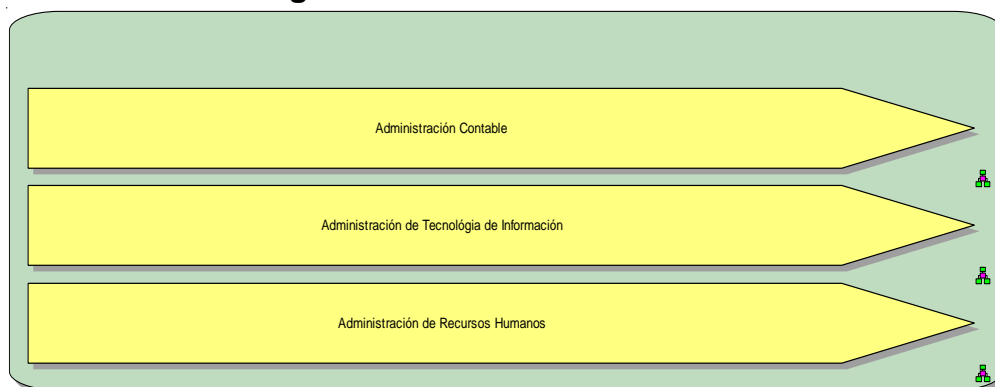 Administración Contable
Administración de Tecnológia de Información
Administración de Recursos Humanos